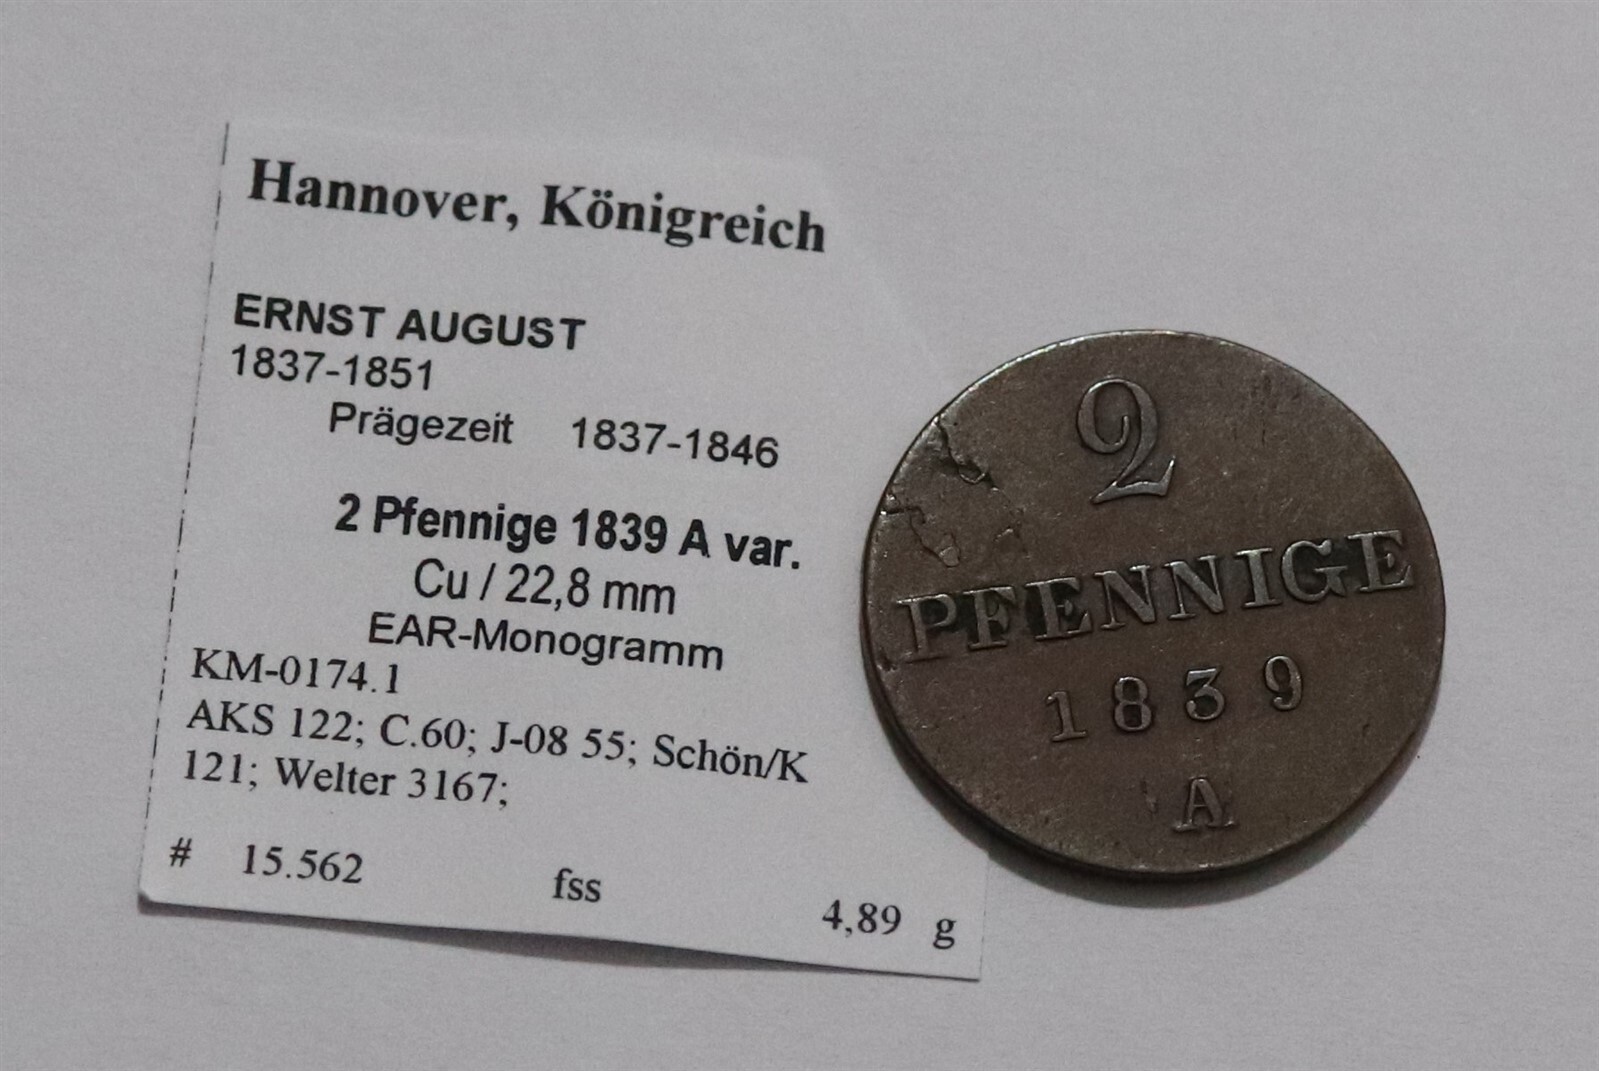 Hannover, Königreich
ERNST AUGUST
1837-1851
Prägezeit 1837-1846
2 Pfennige 1839 A var.
Cu / 22,8 mm
EAR-Monogramm
KM-0174.1
AKS 122; C.60; J-08 55; Schön/K
121; Welter 3167;
# 15.562 fss 4,89 g
2
PFENNIGE
1839
A